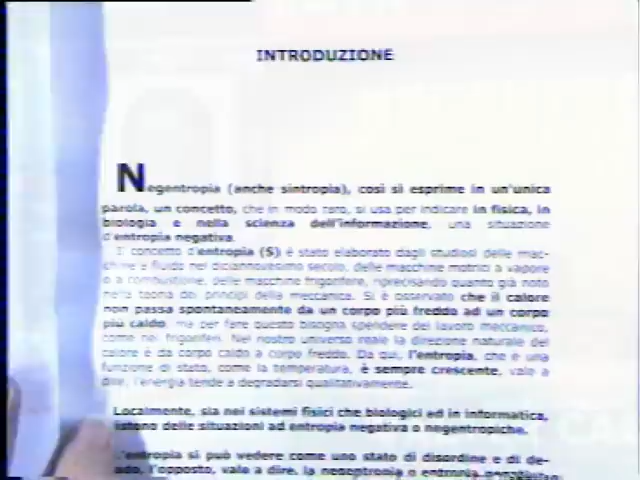 INTRODUZIONE
Negentropia (anche sintropia), così si esprime in un'unica
parola, un concetto, che in modo raro, si usa per indicare in fisica, in
biologia e nella scienza dell'informazione, una situazione
d'entropia negativa.
Il concetto d'entropia (S) è stato elaborato dagli studiosi delle mac-
chine a fluido nel diciannovesimo secolo, delle macchine motrici a vapore
o a combustione, delle macchine frigorifere, riprecisando quanto già noto
nella teoria dei principi della meccanica. Si è osservato che il calore
non passa spontaneamente da un corpo più freddo ad un corpo
più caldo, ma per fare questo bisogna spendere del lavoro meccanico,
come nei frigoriferi. Nel nostro universo reale la direzione naturale del
calore è da corpo caldo a corpo freddo. Da qui, l'entropia, che è una
funzione di stato, come la temperatura, è sempre crescente, vale a
dire, l'energia tende a degradarsi qualitativamente.
Localmente, sia nei sistemi fisici che biologici ed in informatica,
istono delle situazioni ad entropia negativa o negentropiche.
L'entropia si può vedere come uno stato di disordine e di de-
ado, l'opposto, vale a dire, la negentropia o entropia